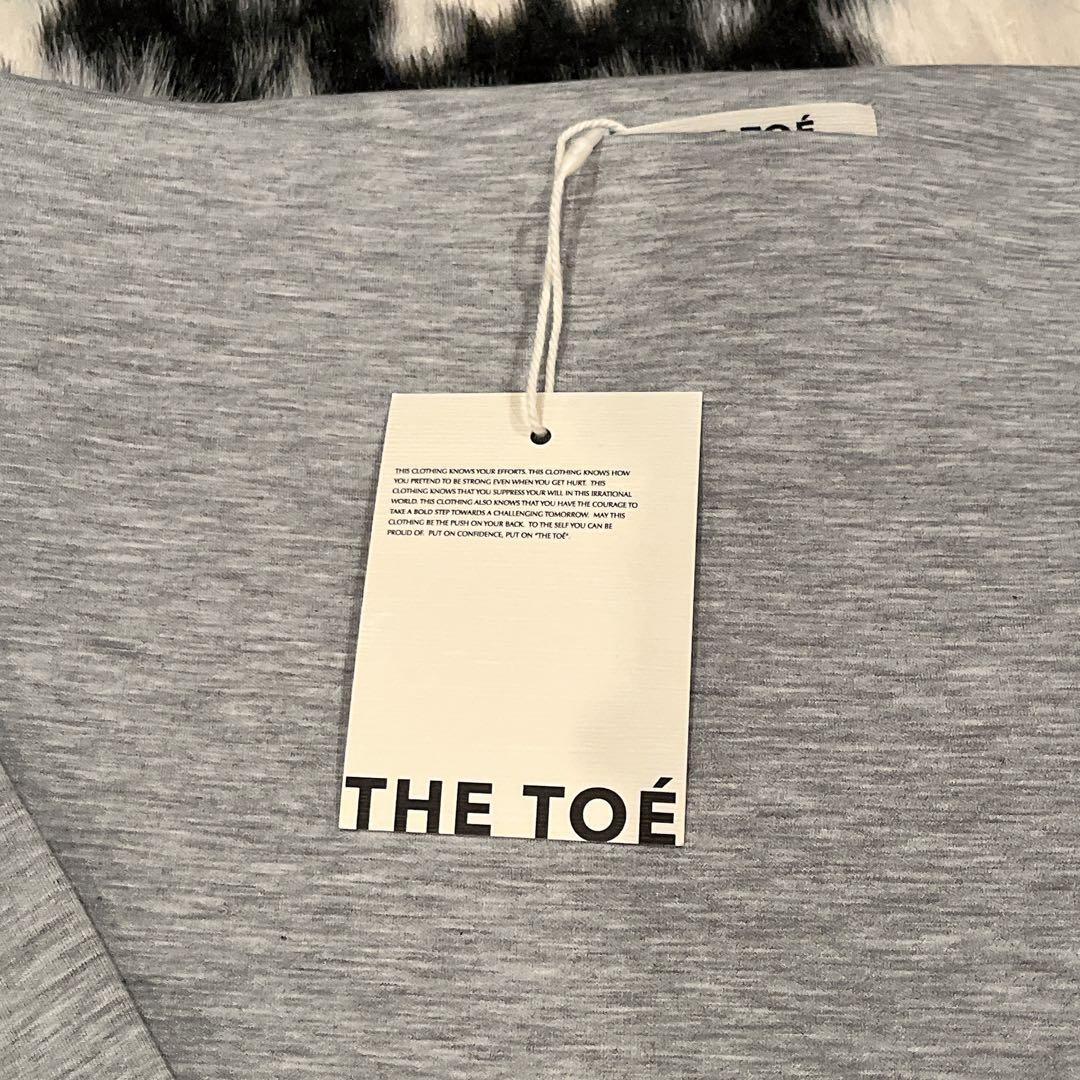 TOÉ
THIS CLOTHING KNOWS YOUR EFFORTS. THIS CLOTHING KNOWS HOW
YOU PRETEND TO BE STRONG EVEN WHEN YOU GET HURT. THIS
CLOTHING KNOWS THAT YOU SUPPRESS YOUR WILL IN THIS IRRATIONAL
WORLD. THIS CLOTHING ALSO KNOWS THAT YOU HAVE THE COURAGE TO
TAKE A BOLD STEP TOWARDS A CHALLENGING TOMORROW. MAY THIS
CLOTHING BE THE PUSH ON YOUR BACK. TO THE SELF YOU CAN BE
PROUD OF. PUT ON CONFIDENCE, PUT ON "THE TOÉ".
THE TOÉ